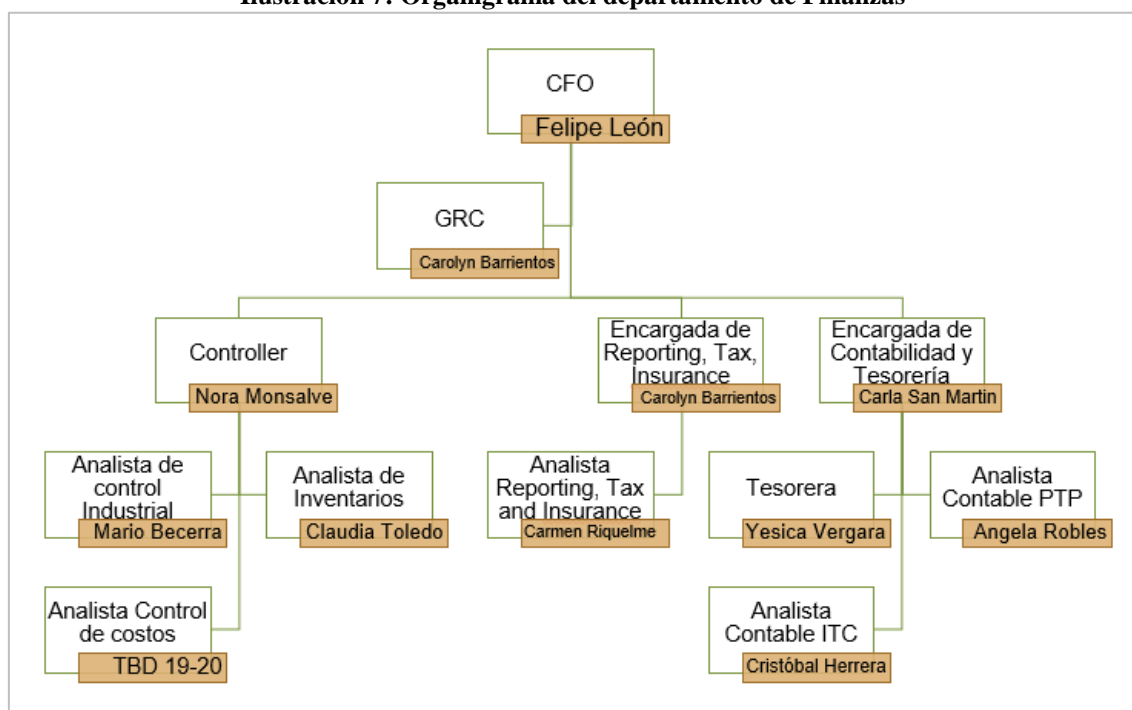 Ilustración 7: Organigrama del departamento de Finanzas
CFO
Felipe León
GRC
Carolyn Barrientos
Controller
Nora Monsalve
Encargada de
Reporting, Tax,
Insurance
Carolyn Barrientos
Encargada de
Contabilidad y
Tesorería
Carla San Martin
Analista de
control
Industrial
Mario Becerra
Analista de
Inventarios
Claudia Toledo
Analista
Reporting, Tax
and Insurance
Carmen Riquelme
Tesorera
Yesica Vergara
Analista
Contable PTP
Angela Robles
Analista Control
de costos
TBD 19-20
Analista
Contable ITC
Cristóbal Herrera